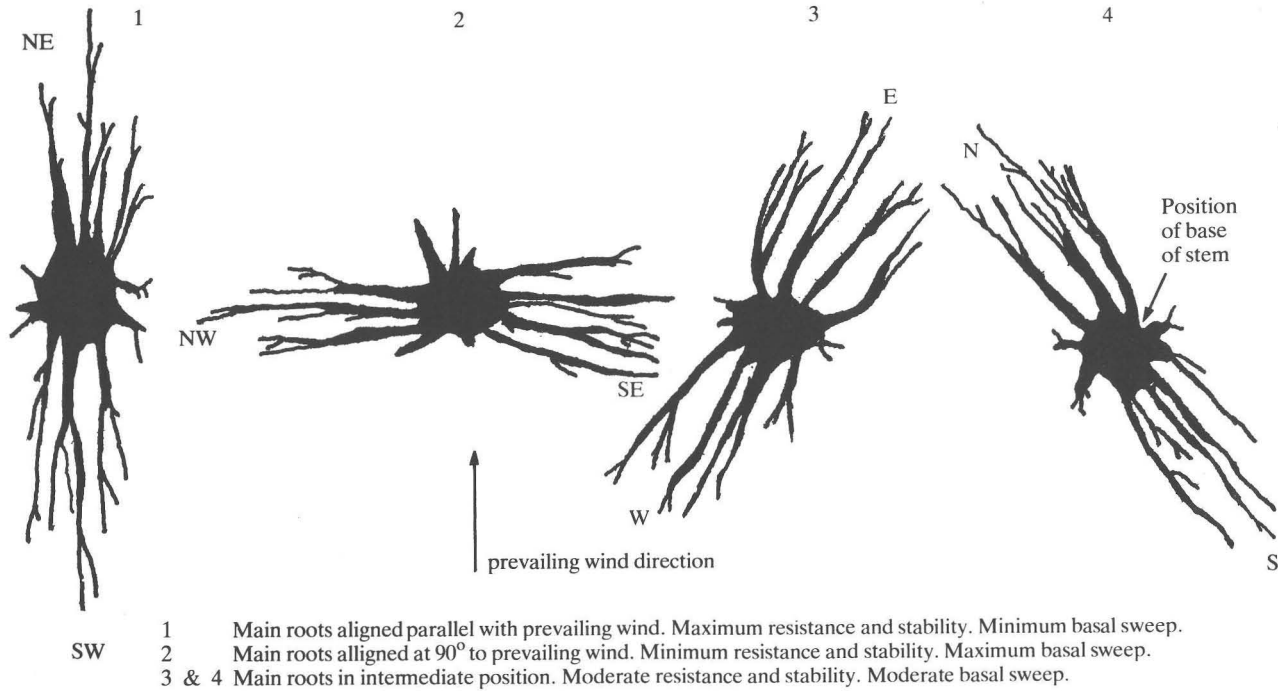 1
2
3
4
NE
E
N
Position
of base
of stem
NW
SE
W
S
prevailing wind direction
SW
1 Main roots aligned parallel with prevailing wind. Maximum resistance and stability. Minimum basal sweep.
2 Main roots alligned at 90° to prevailing wind. Minimum resistance and stability. Maximum basal sweep.
3 & 4 Main roots in intermediate position. Moderate resistance and stability. Moderate basal sweep.